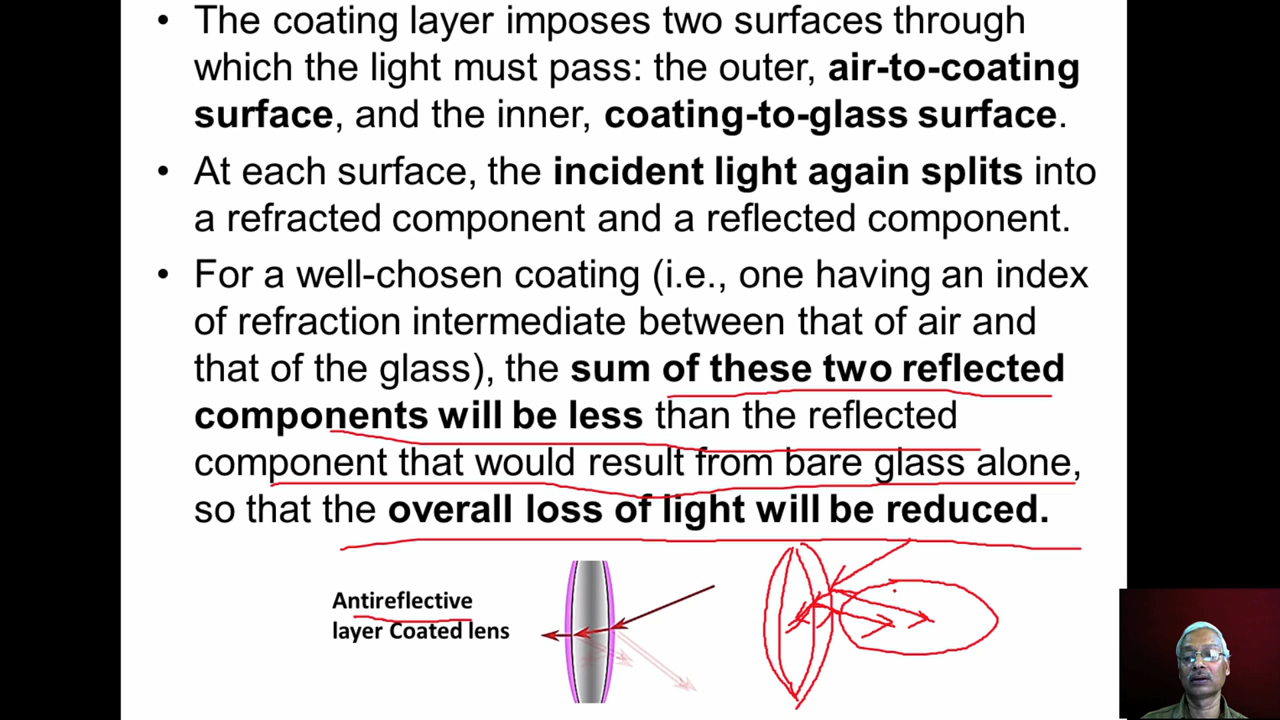 • The coating layer imposes two surfaces through
which the light must pass: the outer, air-to-coating
surface, and the inner, coating-to-glass surface.
• At each surface, the incident light again splits into
a refracted component and a reflected component.
• For a well-chosen coating (i.e., one having an index
of refraction intermediate between that of air and
that of the glass), the sum of these two reflected
components will be less than the reflected
component that would result from bare glass alone,
so that the overall loss of light will be reduced.
Antireflective
layer Coated lens